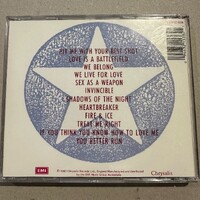 HIT ME WITH YOUR BEST SHOT
LOVE IS A BATTLEFIELD
WE BELONG
WE LIVE FOR LOVE
SEX AS A WEAPON
INVINCIBLE
SHADOWS OF THE NIGHT
HEARTBREAKER
FIRE & ICE
TREAT ME RIGHT
IF YOU THINK YOU KNOW HOW TO LOVE ME
YOU BETTER RUN
EMI
Chrysalis